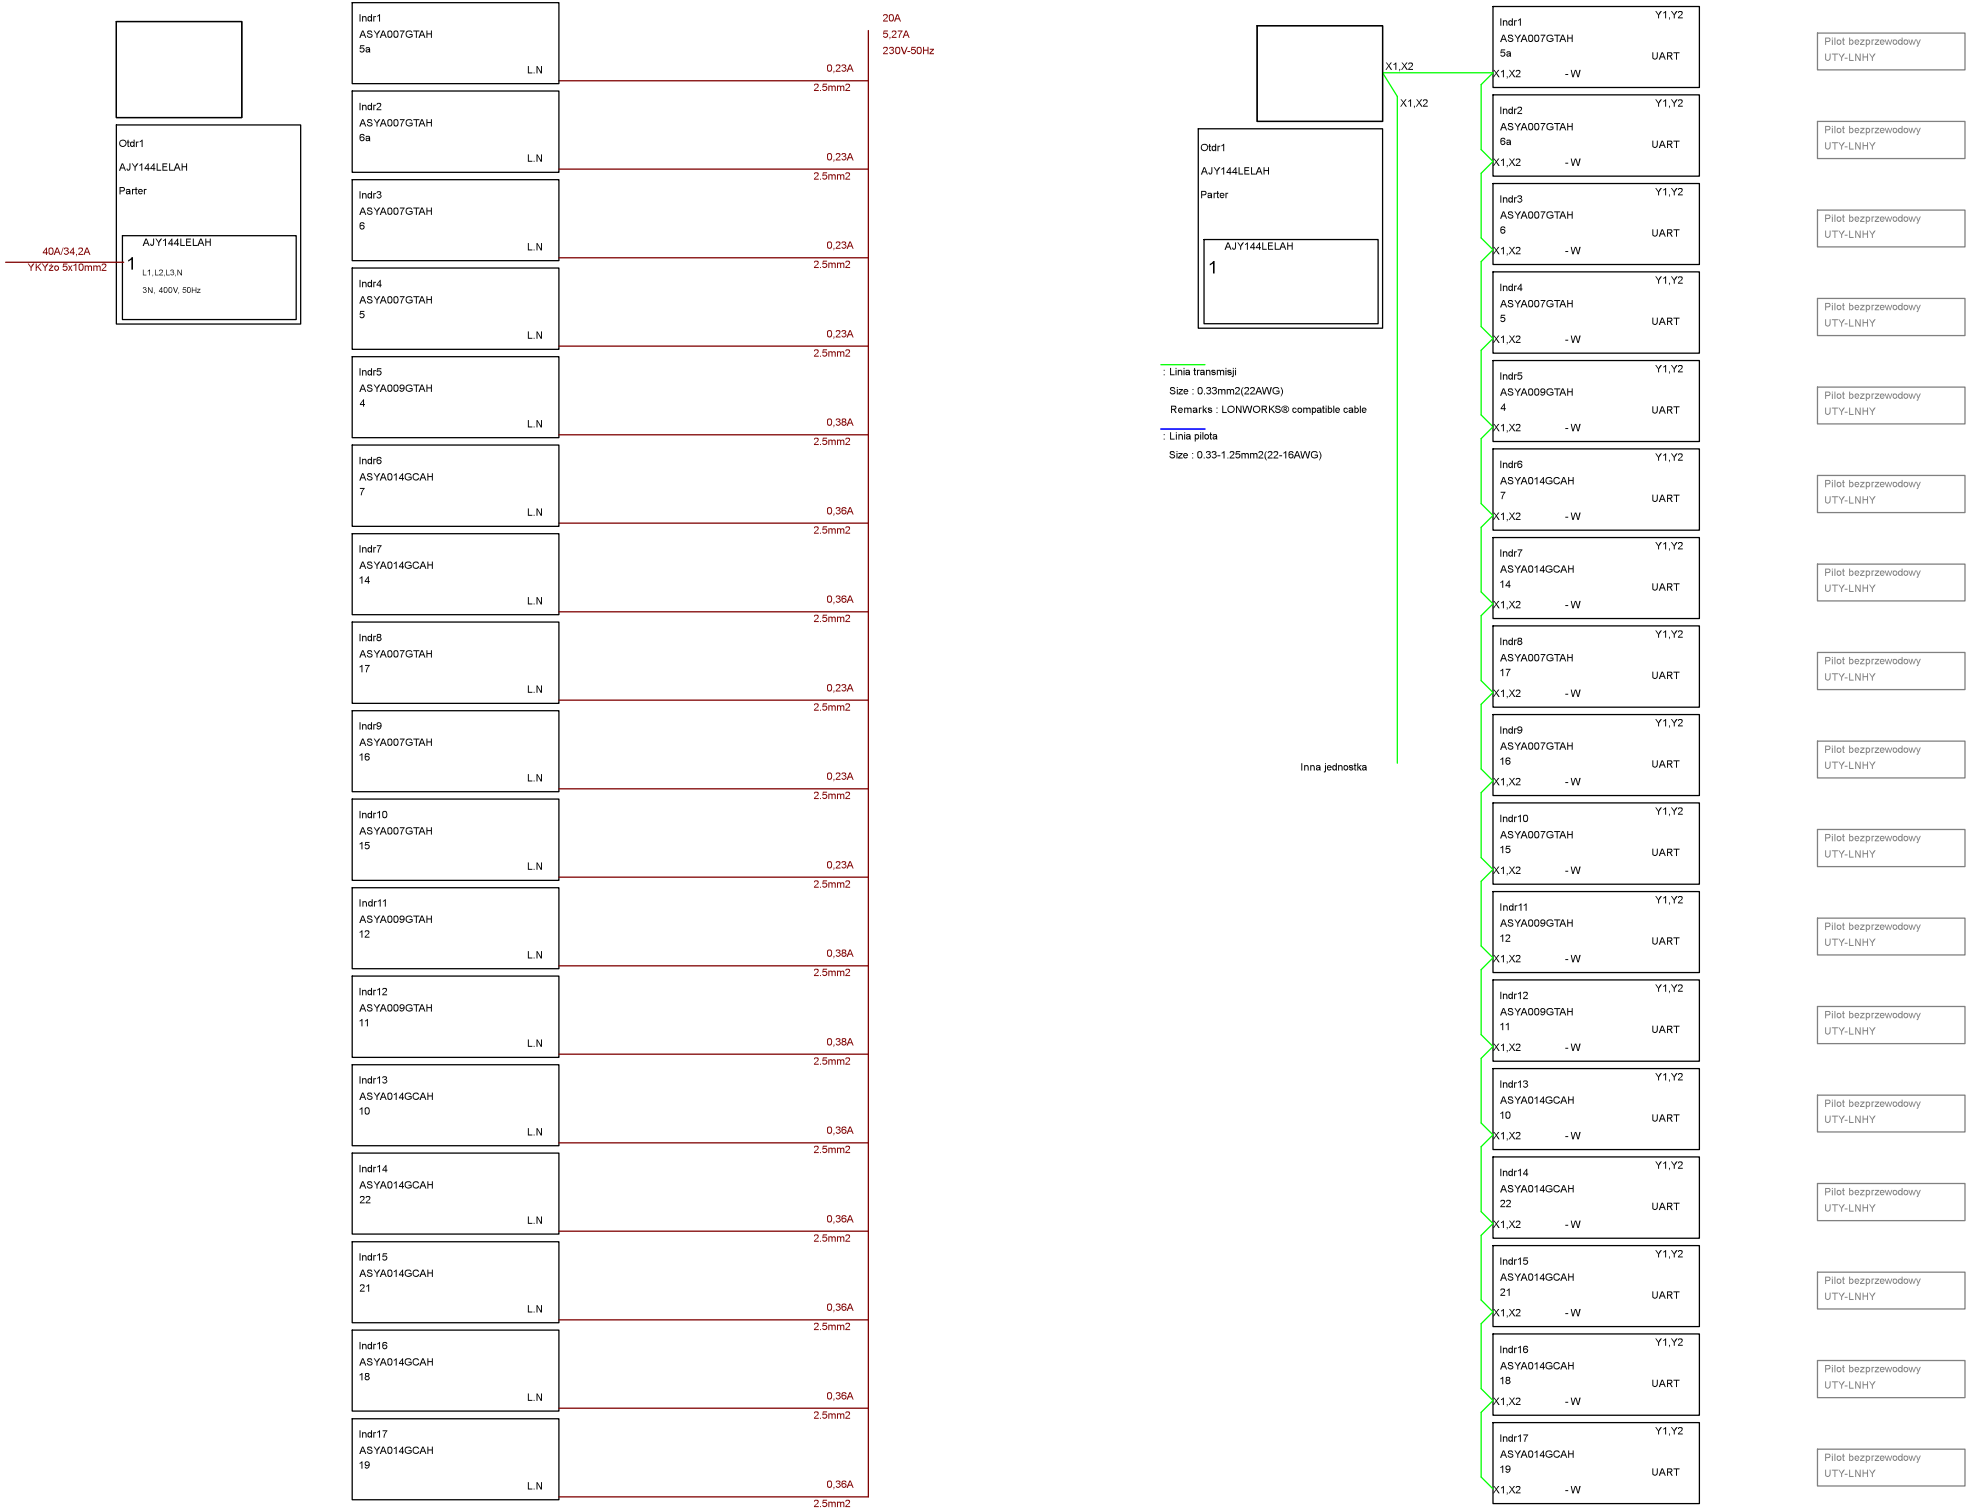 Otdr1
AJY144LELAH
Parter
AJY144LELAH
1
L1,L2,L3,N
3N, 400V, 50Hz
40A/34,2A
YKYżo 5x10mm2
20A
5,27A
230V-50Hz
Indr1
ASYA007GTAH
5a
L.N
0,23A
2.5mm2
Indr2
ASYA007GTAH
6a
L.N
0,23A
2.5mm2
Indr3
ASYA007GTAH
6
L.N
0,23A
2.5mm2
Indr4
ASYA007GTAH
5
L.N
0,23A
2.5mm2
Indr5
ASYA009GTAH
4
L.N
0,38A
2.5mm2
Indr6
ASYA014GCAH
7
L.N
0,36A
2.5mm2
Indr7
ASYA014GCAH
14
L.N
0,36A
2.5mm2
Indr8
ASYA007GTAH
17
L.N
0,23A
2.5mm2
Indr9
ASYA007GTAH
16
L.N
0,23A
2.5mm2
Indr10
ASYA007GTAH
15
L.N
0,23A
2.5mm2
Indr11
ASYA009GTAH
12
L.N
0,38A
2.5mm2
Indr12
ASYA009GTAH
11
L.N
0,38A
2.5mm2
Indr13
ASYA014GCAH
10
L.N
0,36A
2.5mm2
Indr14
ASYA014GCAH
22
L.N
0,36A
2.5mm2
Indr15
ASYA014GCAH
21
L.N
0,36A
2.5mm2
Indr16
ASYA014GCAH
18
L.N
0,36A
2.5mm2
Indr17
ASYA014GCAH
19
L.N
0,36A
2.5mm2
X1,X2
X1,X2
Otdr1
AJY144LELAH
Parter
AJY144LELAH
1
: Linia transmisji
Size : 0.33mm2(22AWG)
Remarks : LONWORKS® compatible cable
: Linia pilota
Size : 0.33-1.25mm2(22-16AWG)
Inna jednostka
Y1,Y2
Indr1
ASYA007GTAH
5a
UART
X1,X2 - W
Pilot bezprzewodowy
UTY-LNHY
Y1,Y2
Indr2
ASYA007GTAH
6a
UART
X1,X2 - W
Pilot bezprzewodowy
UTY-LNHY
Y1,Y2
Indr3
ASYA007GTAH
6
UART
X1,X2 - W
Pilot bezprzewodowy
UTY-LNHY
Y1,Y2
Indr4
ASYA007GTAH
5
UART
X1,X2 - W
Pilot bezprzewodowy
UTY-LNHY
Y1,Y2
Indr5
ASYA009GTAH
4
UART
X1,X2 - W
Pilot bezprzewodowy
UTY-LNHY
Y1,Y2
Indr6
ASYA014GCAH
7
UART
X1,X2 - W
Pilot bezprzewodowy
UTY-LNHY
Y1,Y2
Indr7
ASYA014GCAH
14
UART
X1,X2 - W
Pilot bezprzewodowy
UTY-LNHY
Y1,Y2
Indr8
ASYA007GTAH
17
UART
X1,X2 - W
Pilot bezprzewodowy
UTY-LNHY
Y1,Y2
Indr9
ASYA007GTAH
16
UART
X1,X2 - W
Pilot bezprzewodowy
UTY-LNHY
Y1,Y2
Indr10
ASYA007GTAH
15
UART
X1,X2 - W
Pilot bezprzewodowy
UTY-LNHY
Y1,Y2
Indr11
ASYA009GTAH
12
UART
X1,X2 - W
Pilot bezprzewodowy
UTY-LNHY
Y1,Y2
Indr12
ASYA009GTAH
11
UART
X1,X2 - W
Pilot bezprzewodowy
UTY-LNHY
Y1,Y2
Indr13
ASYA014GCAH
10
UART
X1,X2 - W
Pilot bezprzewodowy
UTY-LNHY
Y1,Y2
Indr14
ASYA014GCAH
22
UART
X1,X2 - W
Pilot bezprzewodowy
UTY-LNHY
Y1,Y2
Indr15
ASYA014GCAH
21
UART
X1,X2 - W
Pilot bezprzewodowy
UTY-LNHY
Y1,Y2
Indr16
ASYA014GCAH
18
UART
X1,X2 - W
Pilot bezprzewodowy
UTY-LNHY
Y1,Y2
Indr17
ASYA014GCAH
19
UART
X1,X2 - W
Pilot bezprzewodowy
UTY-LNHY